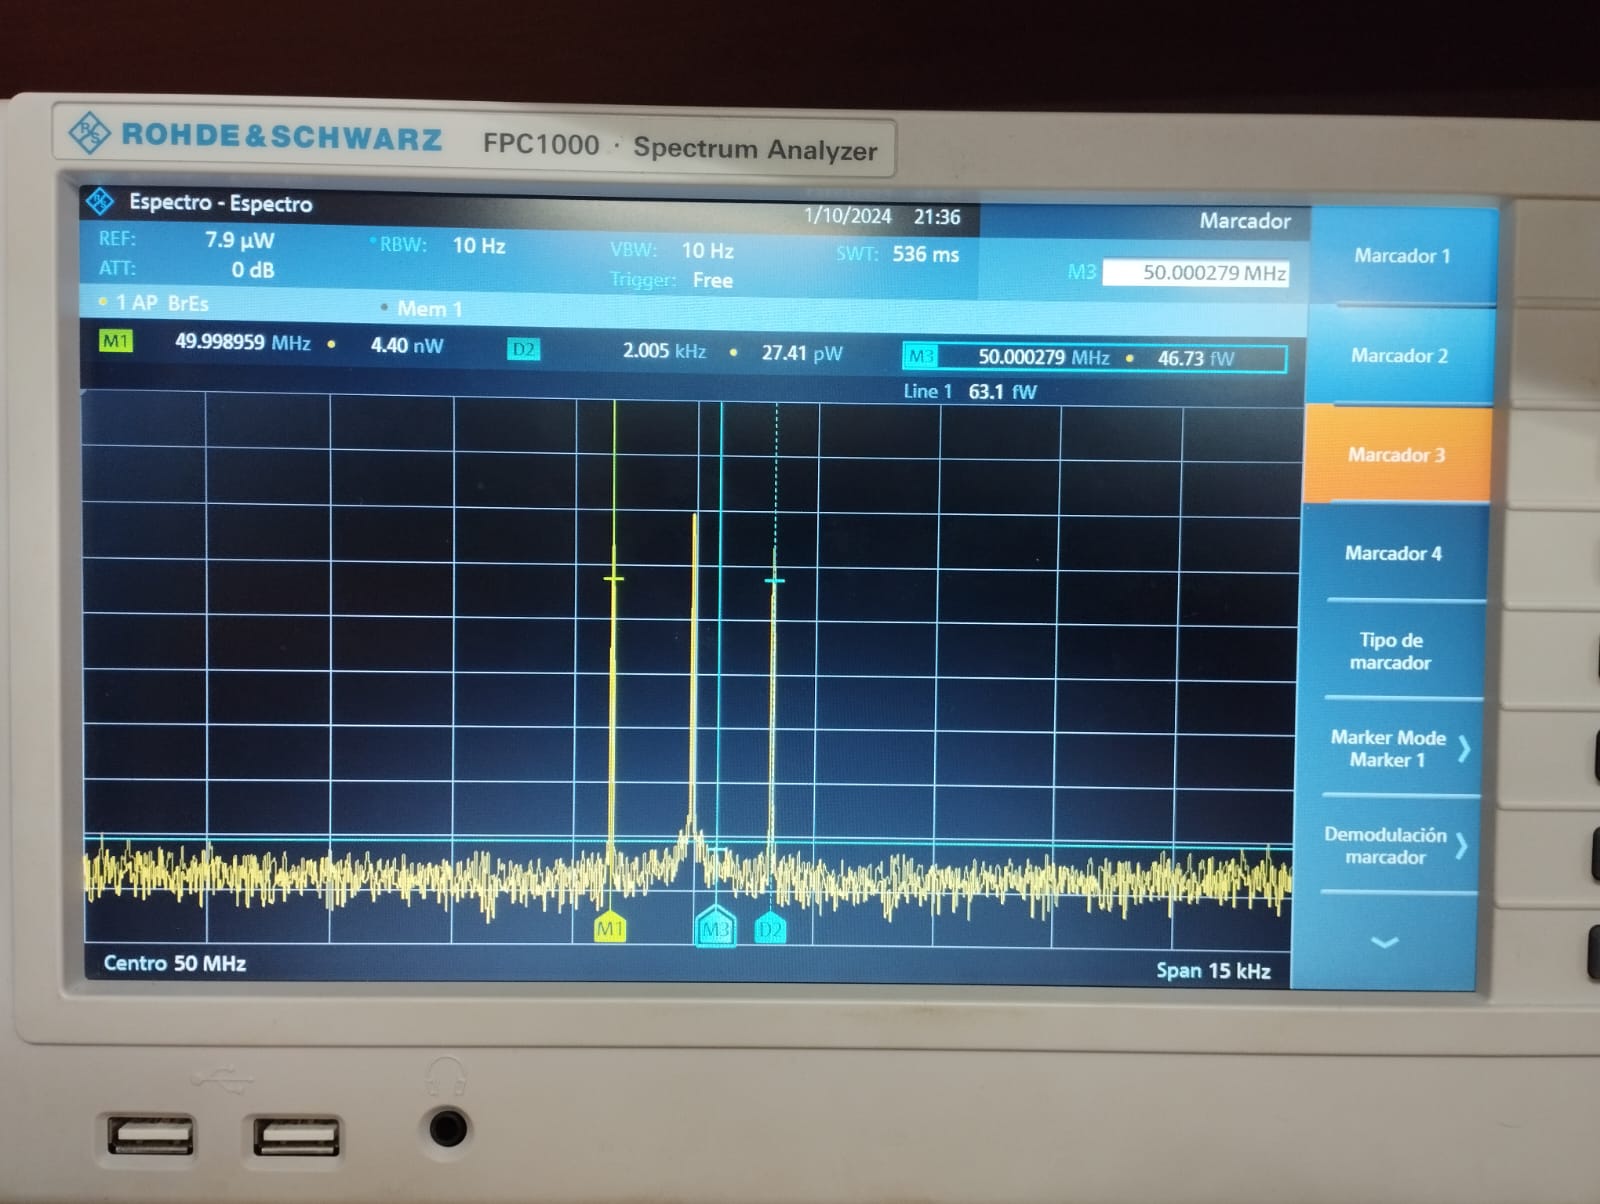 ROHDE&SCHWARZ FPC1000 · Spectrum Analyzer
Espectro - Espectro 1/10/2024 21:36 Marcador
REF: 7.9 µW RBW: 10 Hz VBW: 10 Hz SWT: 536 ms
ATT: 0 dB Trigger: Free
M3 50.000279 MHz
1 AP BrEs Mem 1
M1 49.998959 MHz 4.40 nW D2 2.005 kHz 27.41 pW M3 50.000279 MHz 46.73 fW
Line 1 63.1 fW
M1 M3 D2
Centro 50 MHz Span 15 kHz
Marcador 1
Marcador 2
Marcador 3
Marcador 4
Tipo de
marcador
Marker Mode
Marker 1
Demodulación
marcador